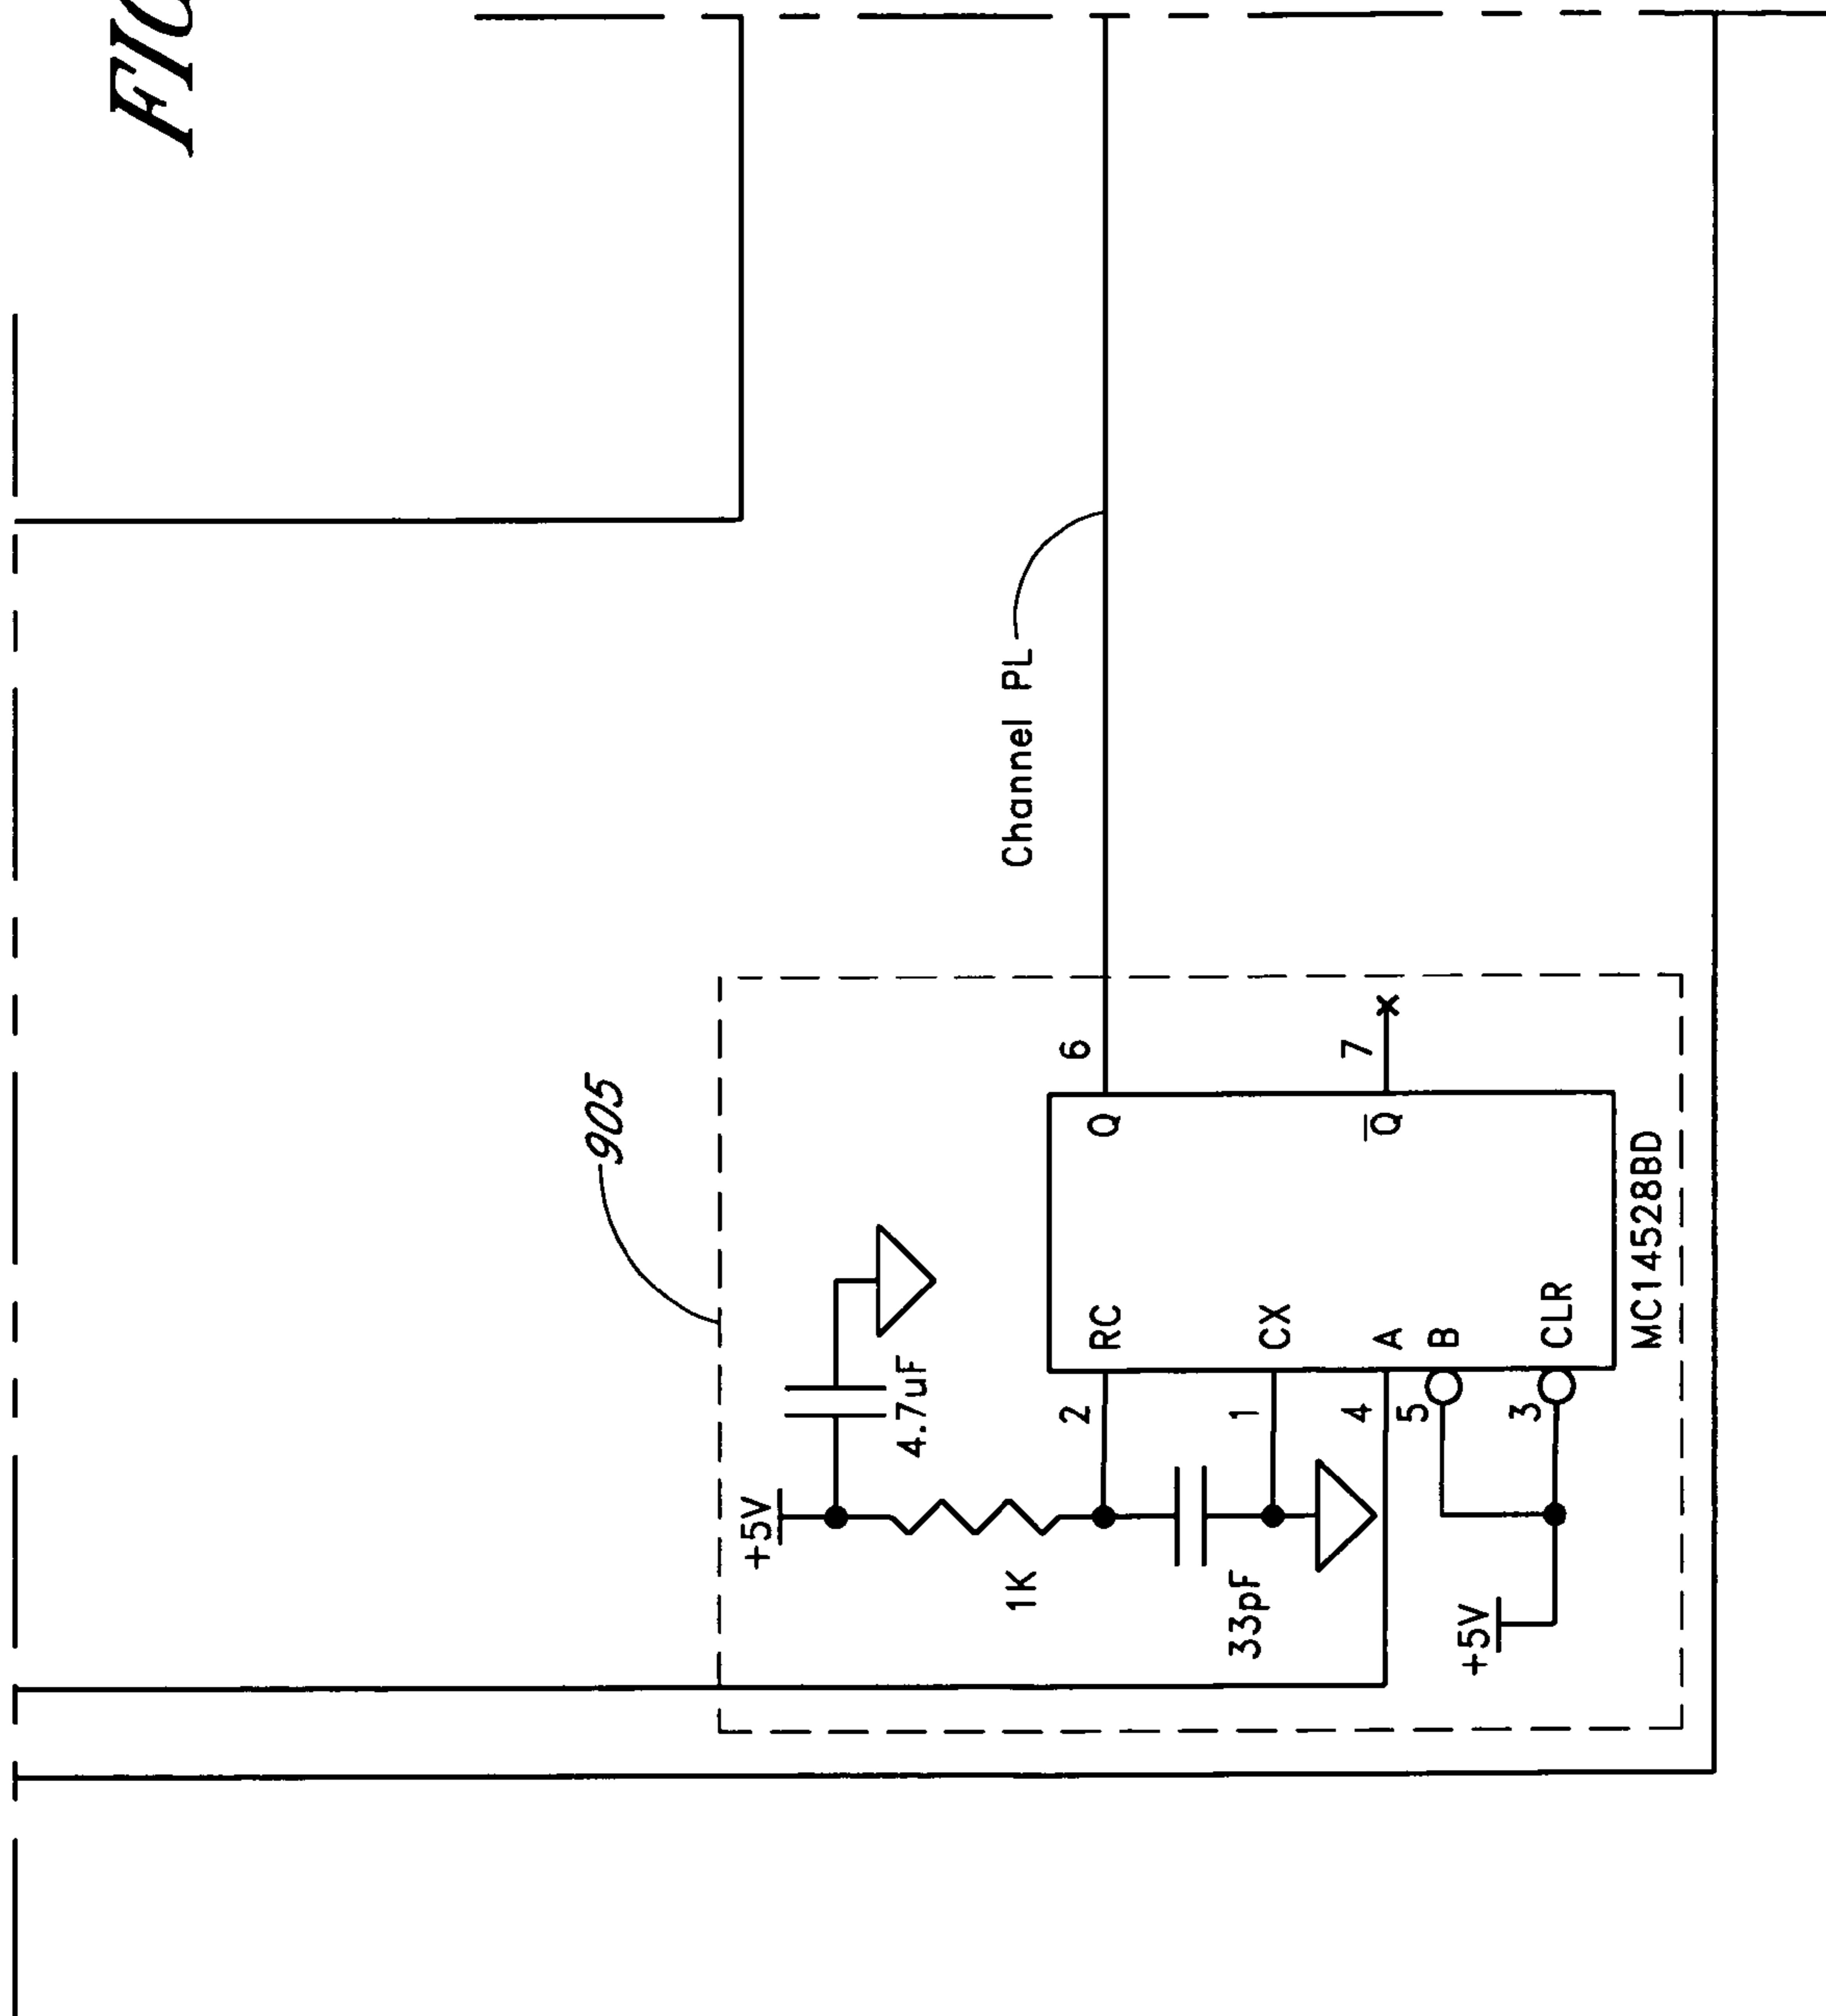 905
Channel PL
+5V
4.7uF
1K
33pF
+5V
2
RC
1
CX
4
A
5
B
3
CLR
Q
6
Q̅
7
MC14528BD